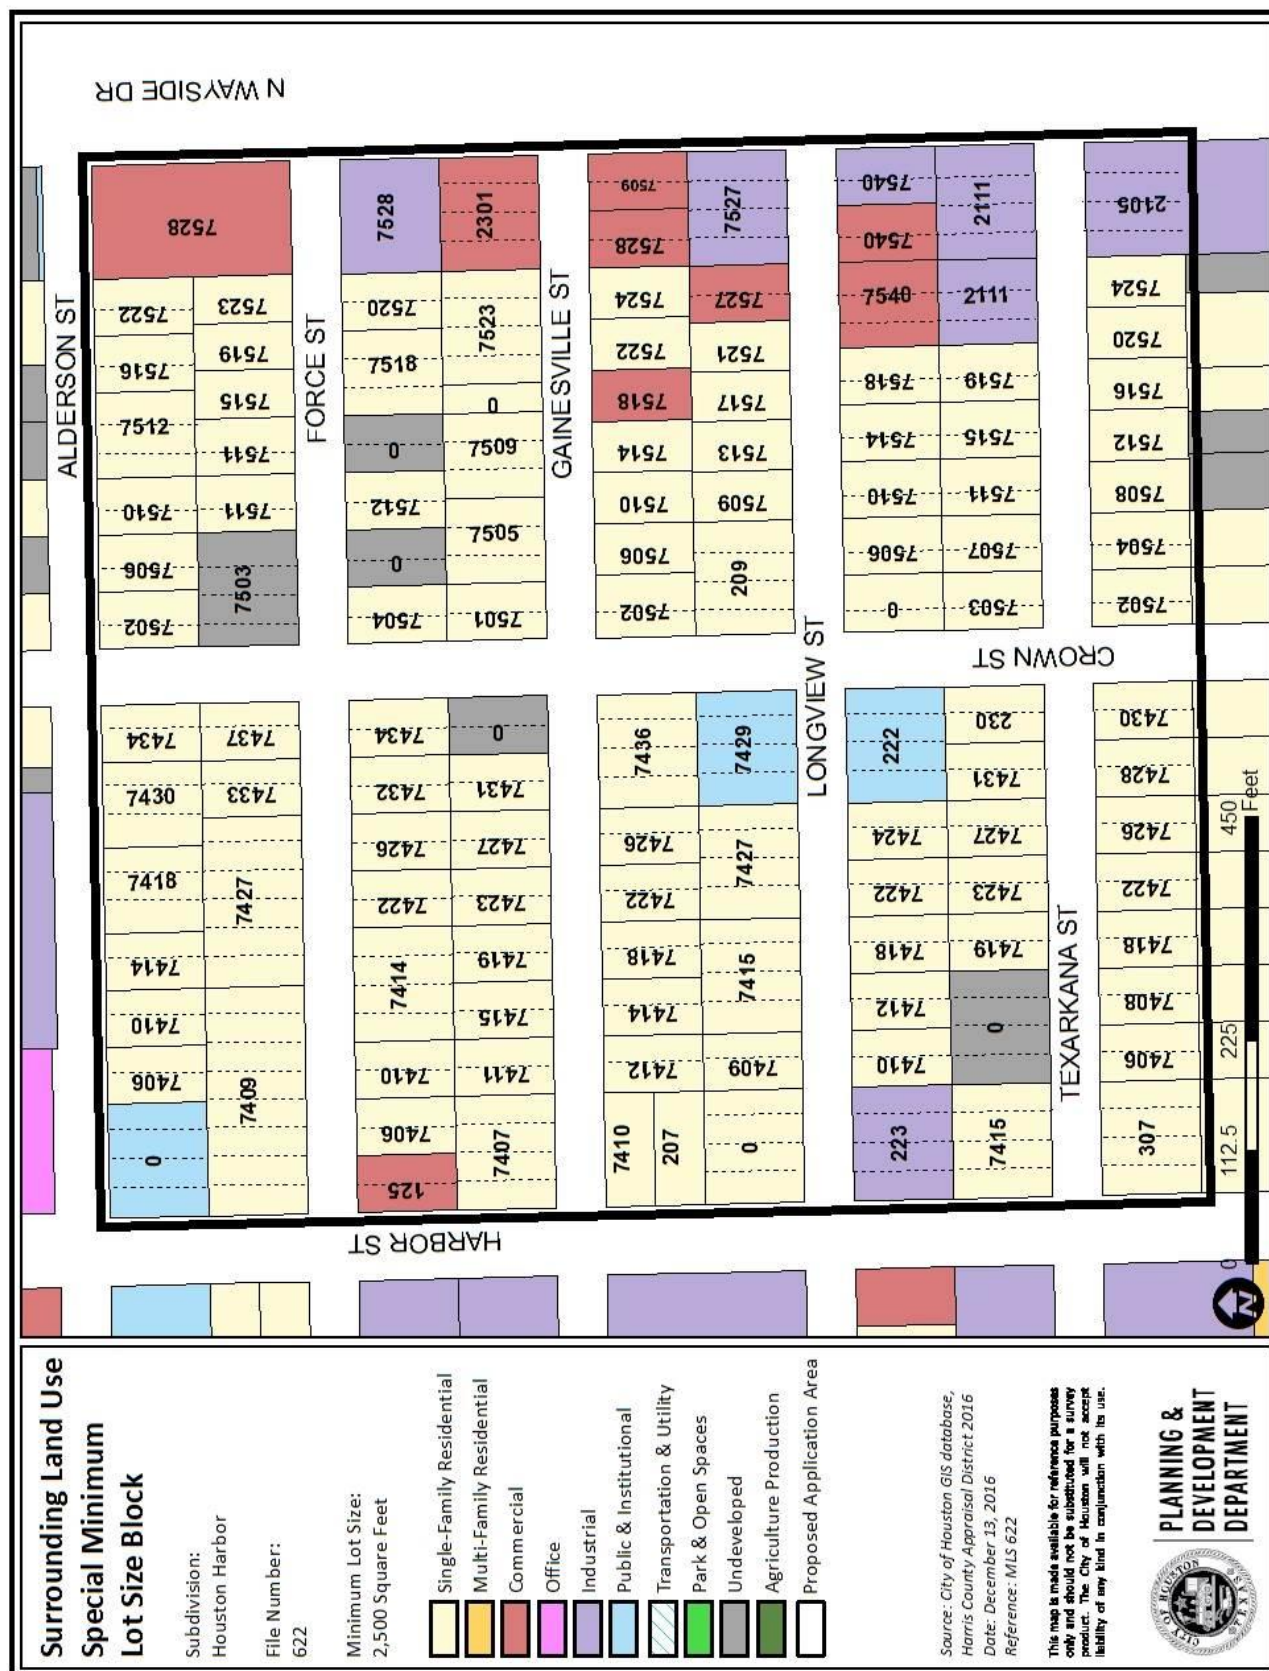 Surrounding Land Use
Special Minimum
Lot Size Block
Subdivision:
Houston Harbor
File Number:
622
Minimum Lot Size:
2,500 Square Feet
Single-Family Residential
Multi-Family Residential
Commercial
Office
Industrial
Public & Institutional
Transportation & Utility
Park & Open Spaces
Undeveloped
Agriculture Production
Proposed Application Area
Source: City of Houston GIS database,
Harris County Appraisal District 2016
Date: December 13, 2016
Reference: MLS 622
This map is made available for reference purposes
only and should not be substituted for a survey
product. The City of Houston will not accept
liability of any kind in conjunction with its use.
CITY OF HOUSTON
TEXAS
PLANNING &
DEVELOPMENT
DEPARTMENT
ALDERSON ST
0 7406 7410 7414 7418 7430 7434 7502 7506 7510 7512 7516 7522 7528
7409 7427 7433 7437 7503 7511 7511 7515 7519 7523
FORCE ST
125 7406 7410 7414 7422 7426 7432 7434 7504 0 7512 0 7518 7520 7528
7407 7411 7415 7419 7423 7427 7431 0 7501 7505 7509 0 7523 2301
GAINESVILLE ST
7410 7412 7414 7418 7422 7426 7436 7502 7506 7510 7514 7518 7522 7524 7528 7509
207
0 7409 7415 7427 7429 209 7509 7513 7517 7521 7527 7527
LONGVIEW ST
223 7410 7412 7418 7422 7424 222 0 7506 7510 7514 7518 7540 7540 7540
7415 0 7419 7423 7427 7431 230 7503 7507 7511 7515 7519 2111 2111
TEXARKANA ST
307 7406 7408 7418 7422 7426 7428 7430 7502 7504 7508 7512 7516 7520 7524 2105
HARBOR ST
CROWN ST
N WAYSIDE DR
N
0 112.5 225 450
Feet